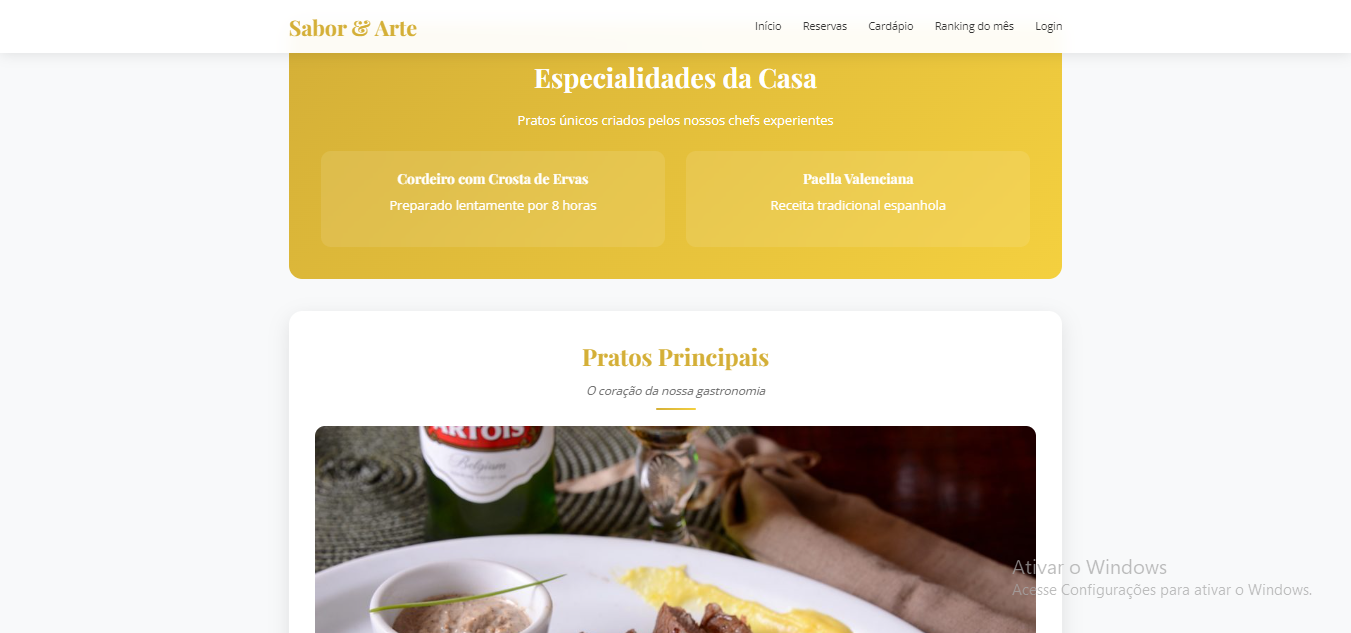 Sabor & Arte
Início Reservas Cardápio Ranking do mês Login
Especialidades da Casa
Pratos únicos criados pelos nossos chefs experientes
Cordeiro com Crosta de Ervas
Preparado lentamente por 8 horas
Paella Valenciana
Receita tradicional espanhola
Pratos Principais
O coração da nossa gastronomia
ARTOIS
Belgium
Ativar o Windows
Acesse Configurações para ativar o Windows.